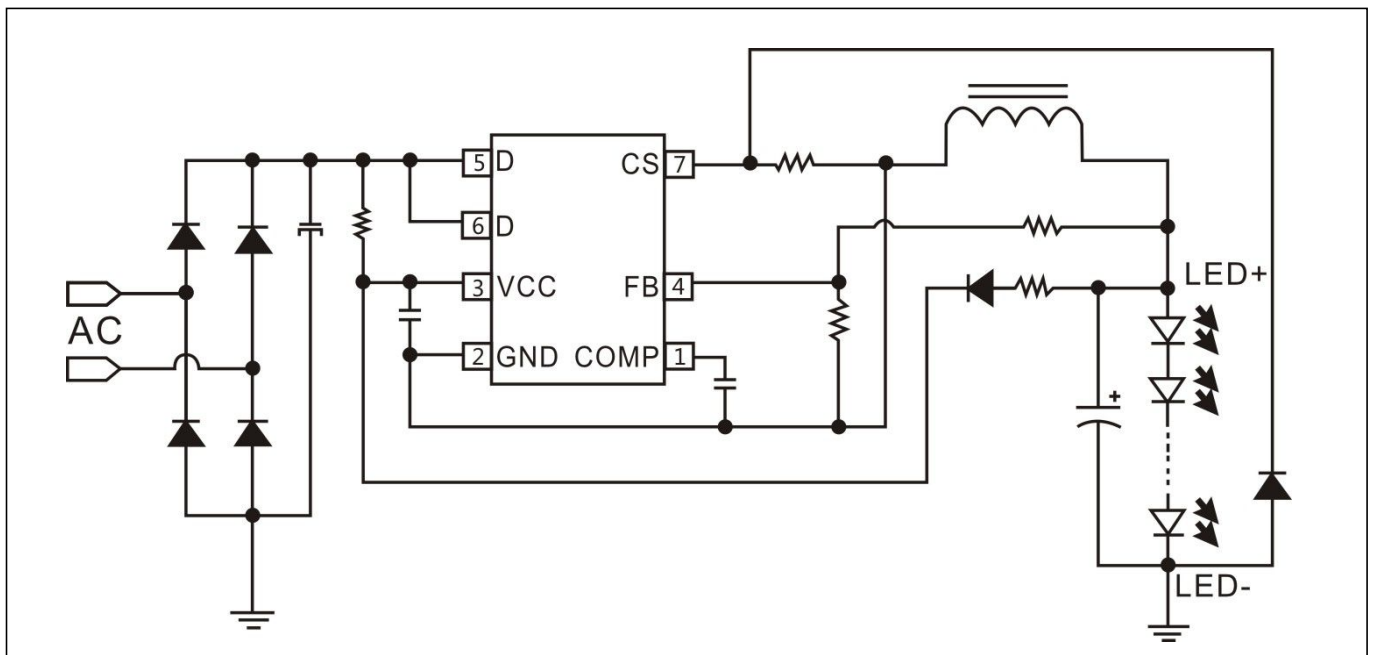 5 D CS 7
6 D
LED+
3 VCC FB 4
AC
2 GND COMP 1
+
LED-